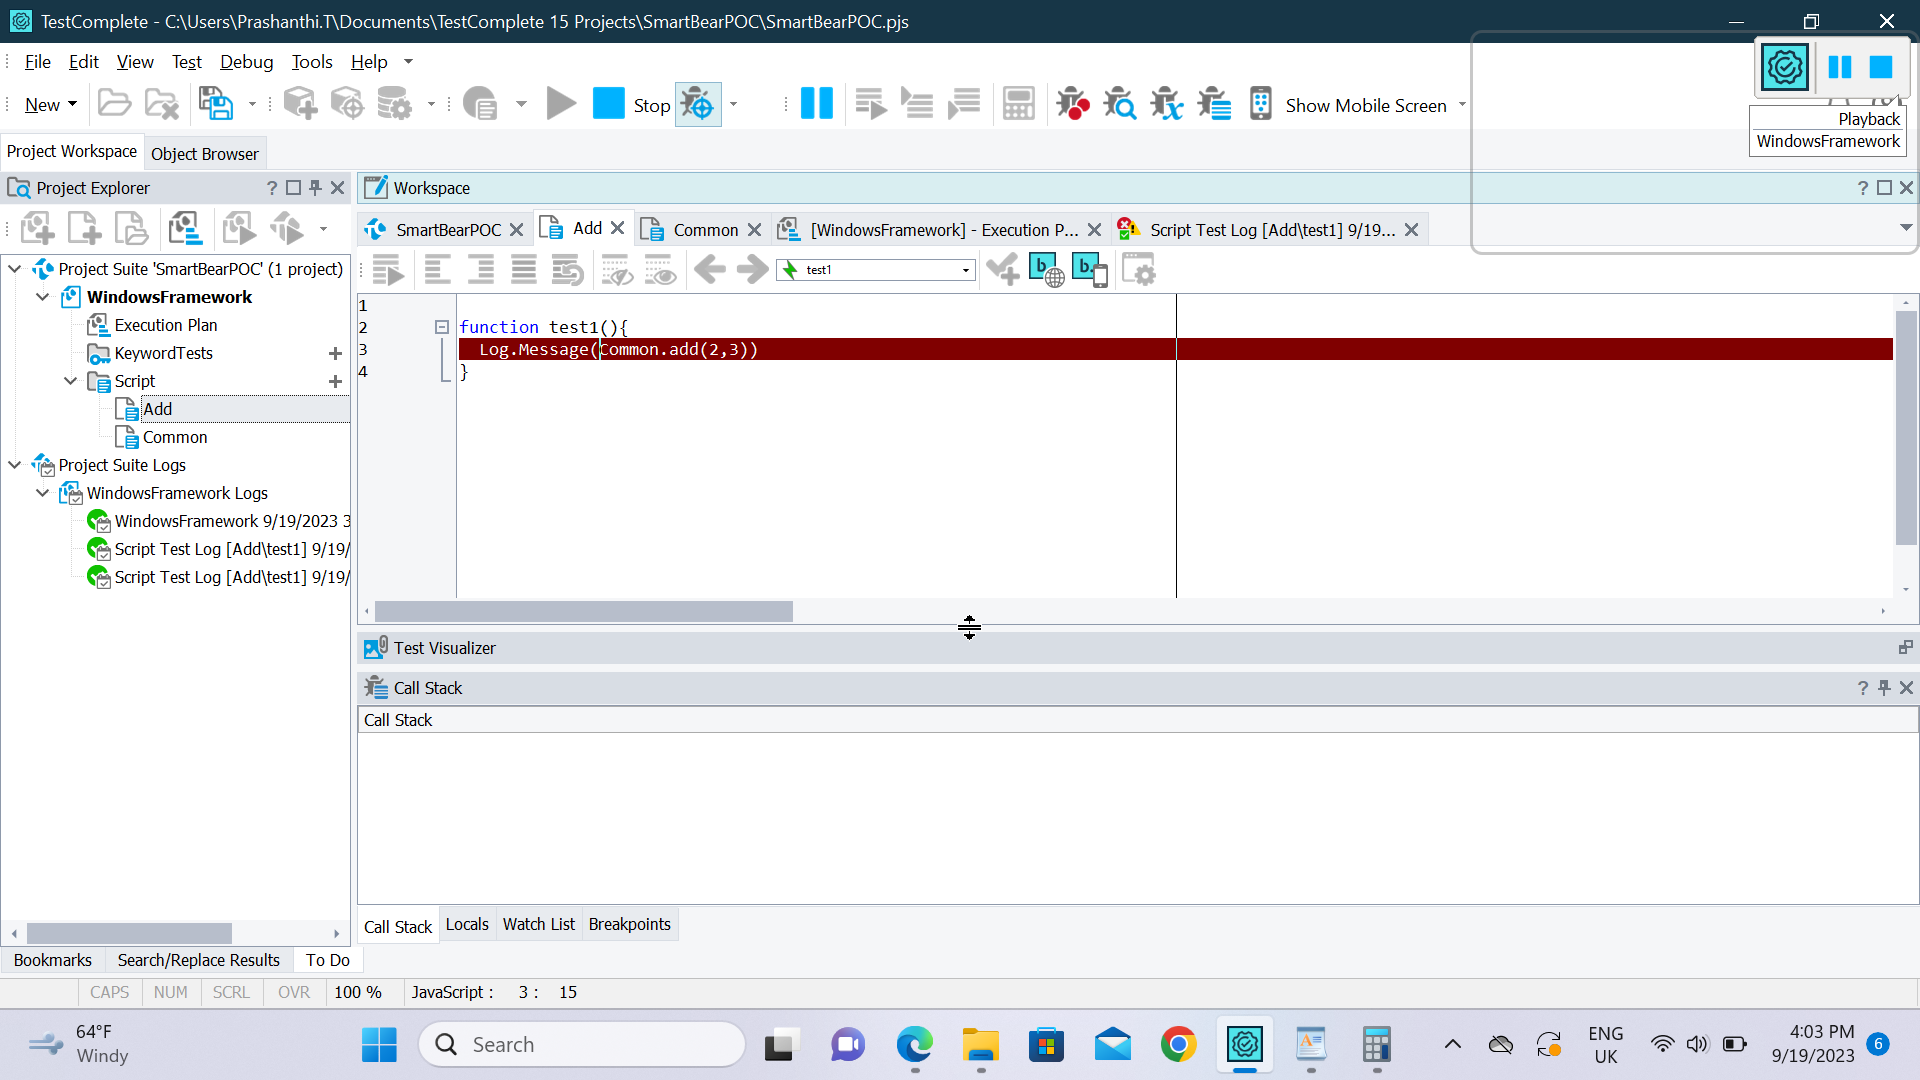 TestComplete - C:\Users\Prashanthi.T\Documents\TestComplete 15 Projects\SmartBearPOC\SmartBearPOC.pjs
File Edit View Test Debug Tools Help
New Stop Show Mobile Screen
Playback
WindowsFramework
Project Workspace Object Browser
Project Explorer
Workspace
SmartBearPOC Add Common [WindowsFramework] - Execution P... Script Test Log [Add\test1] 9/19...
test1
Project Suite 'SmartBearPOC' (1 project)
WindowsFramework
Execution Plan
KeywordTests
Script
Add
Common
Project Suite Logs
WindowsFramework Logs
WindowsFramework 9/19/2023 3
Script Test Log [Add\test1] 9/19/
Script Test Log [Add\test1] 9/19/
1
2 function test1(){
3 Log.Message(Common.add(2,3))
4 }
Test Visualizer
Call Stack
Call Stack
Call Stack Locals Watch List Breakpoints
Bookmarks Search/Replace Results To Do
CAPS NUM SCRL OVR 100 % JavaScript : 3 : 15
64°F
Windy
Search
ENG
UK
4:03 PM
9/19/2023
6